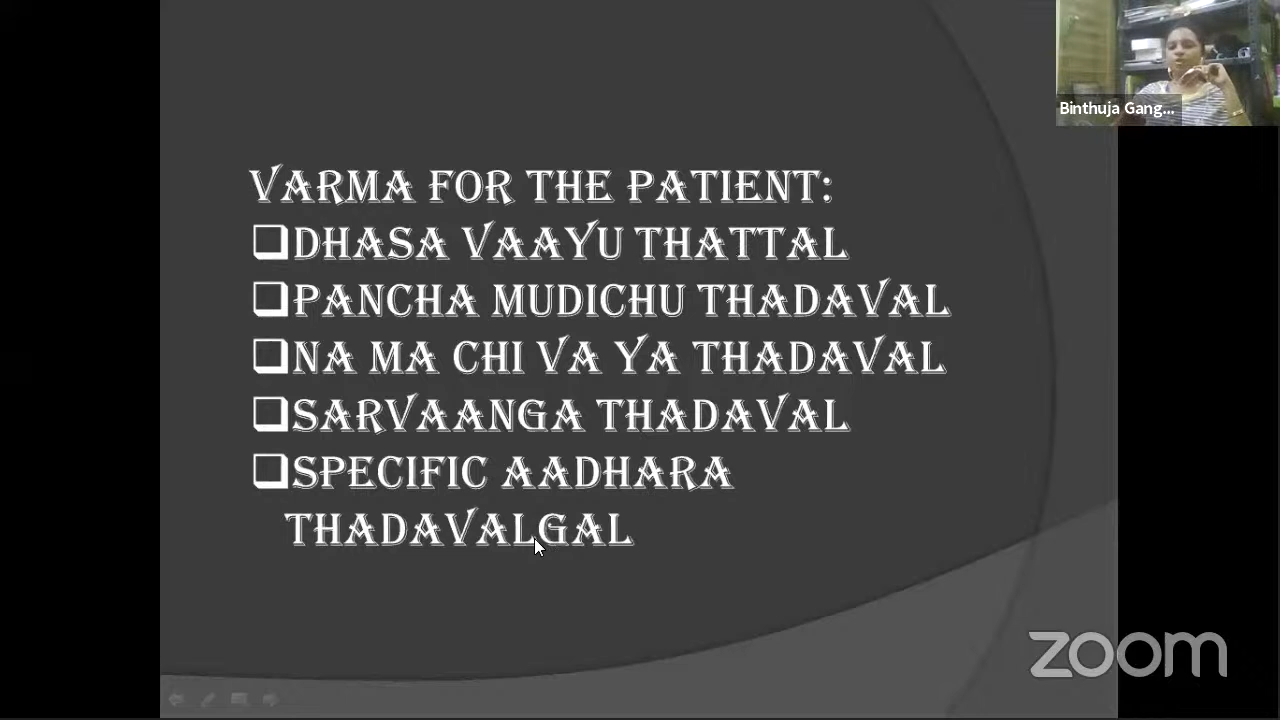 Binthuja Gang...
VARMA FOR THE PATIENT:
❑DHASA VAAYU THATTAL
❑PANCHA MUDICHU THADAVAL
❑NA MA CHI VA YA THADAVAL
❑SARVAANGA THADAVAL
❑SPECIFIC AADHARA
THADAVALGAL
zoom